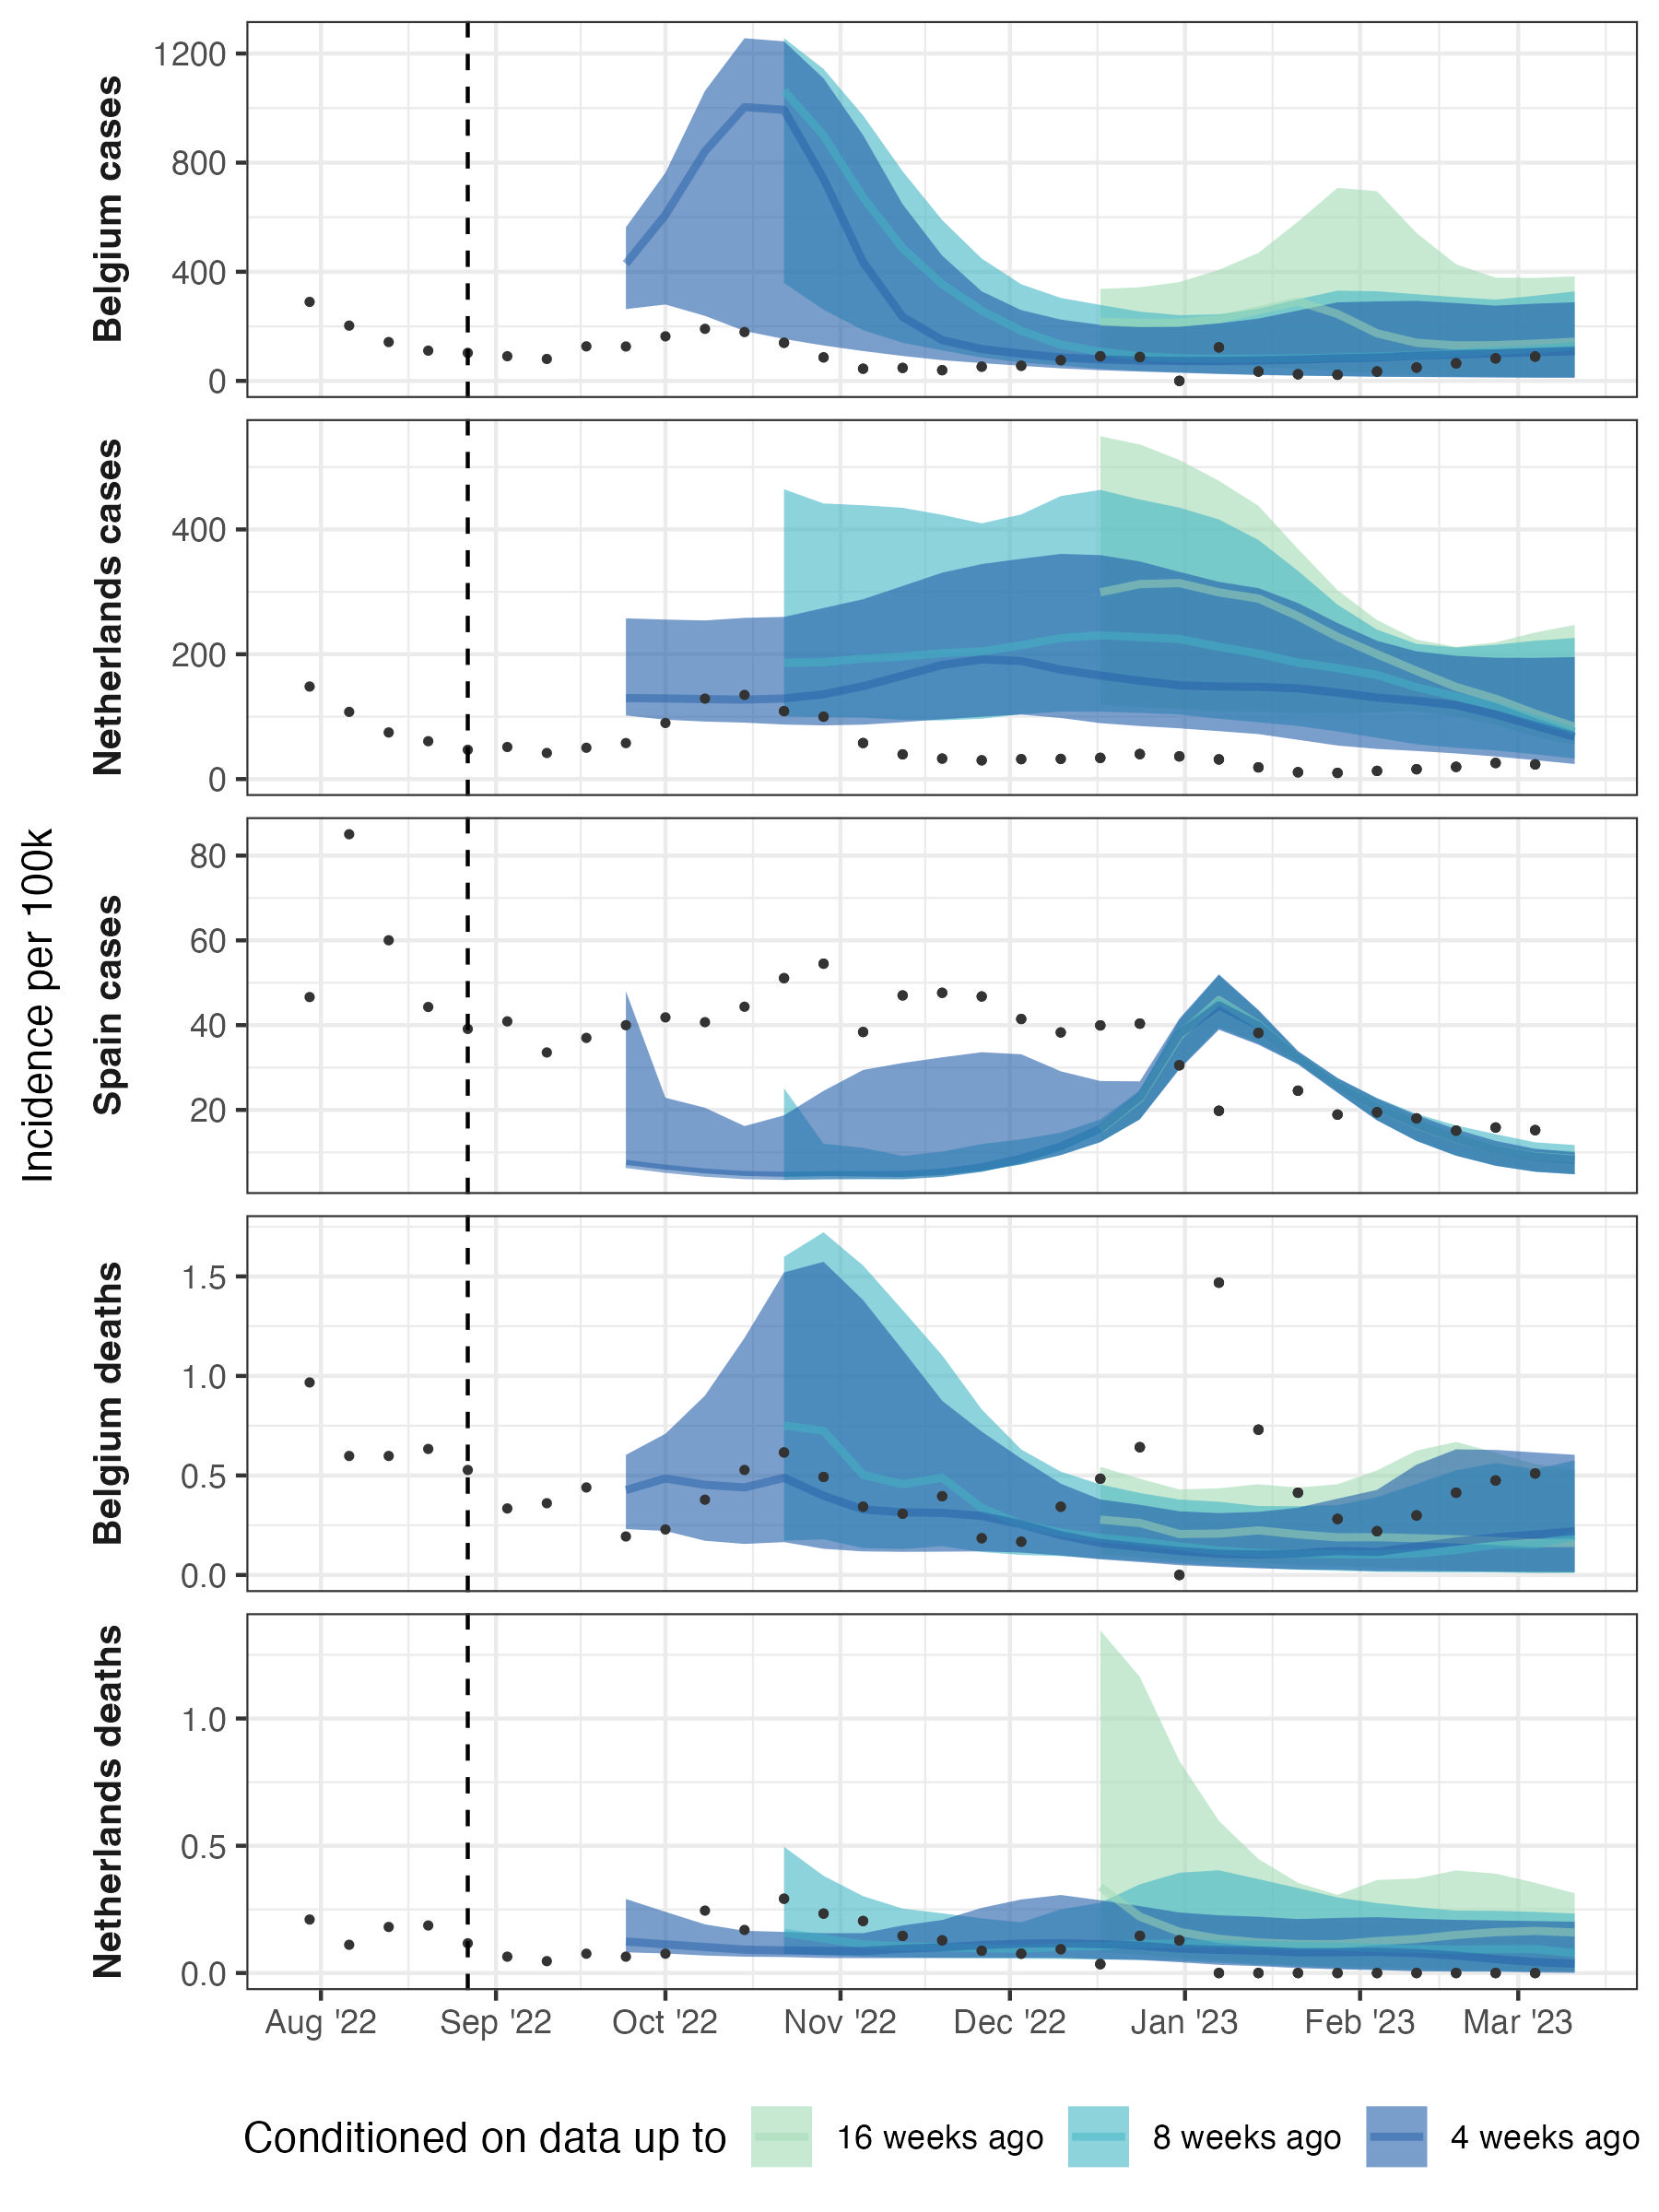 Incidence per 100k
Belgium cases
1200
800
400
0
Netherlands cases
400
200
0
Spain cases
80
60
40
20
Belgium deaths
1.5
1.0
0.5
0.0
Netherlands deaths
1.0
0.5
0.0
Aug '22 Sep '22 Oct '22 Nov '22 Dec '22 Jan '23 Feb '23 Mar '23
Conditioned on data up to 16 weeks ago 8 weeks ago 4 weeks ago